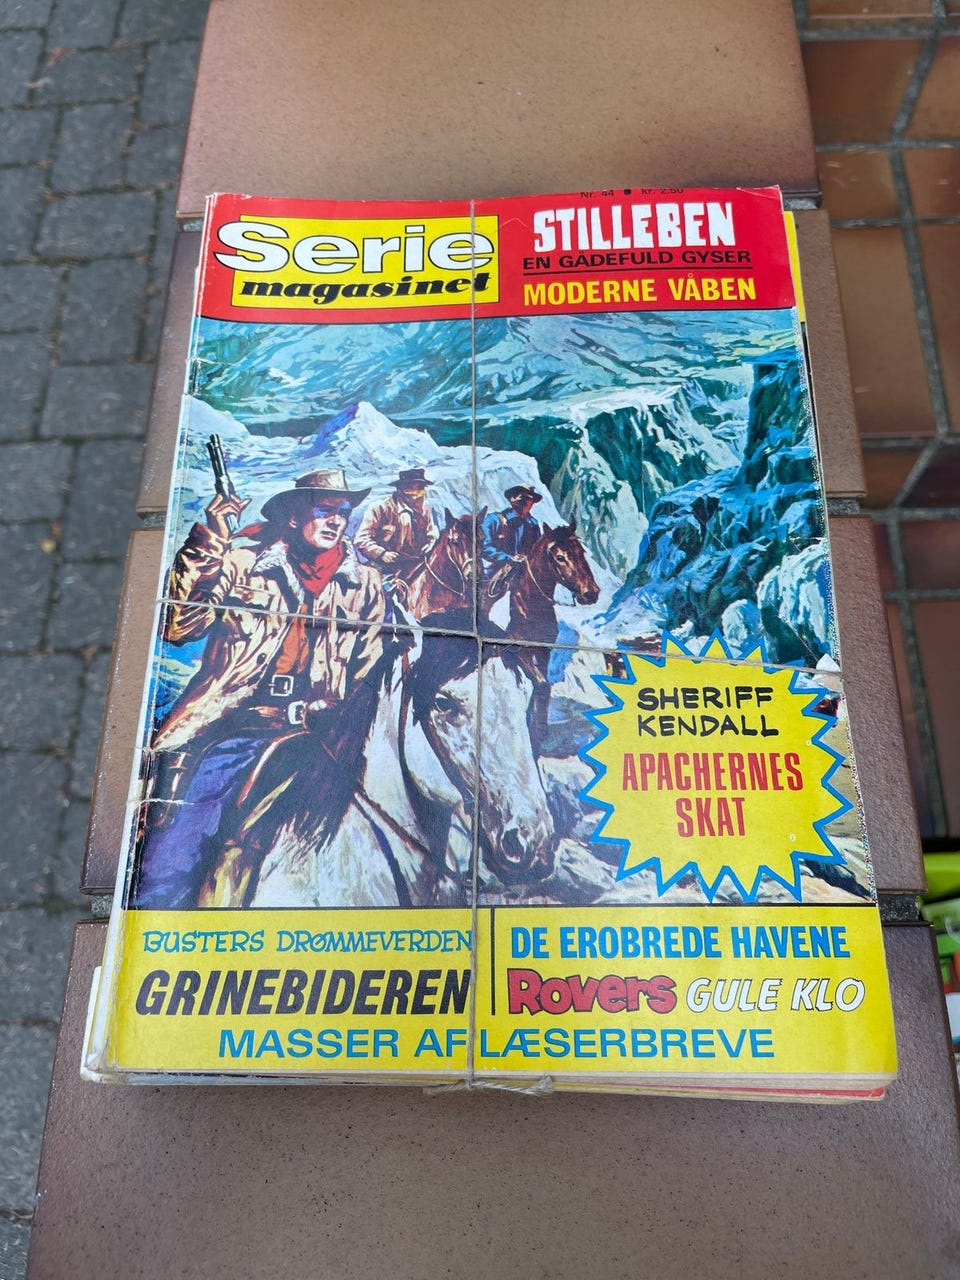 Nr. 44 • Kr. 2.50
Serie
magasinet
STILLEBEN
EN GÅDEFULD GYSER
MODERNE VÅBEN
SHERIFF
KENDALL
APACHERNES
SKAT
BUSTERS DRØMMEVERDEN
GRINEBIDEREN
DE EROBREDE HAVENE
Rovers GULE KLO
MASSER AF LÆSERBREVE